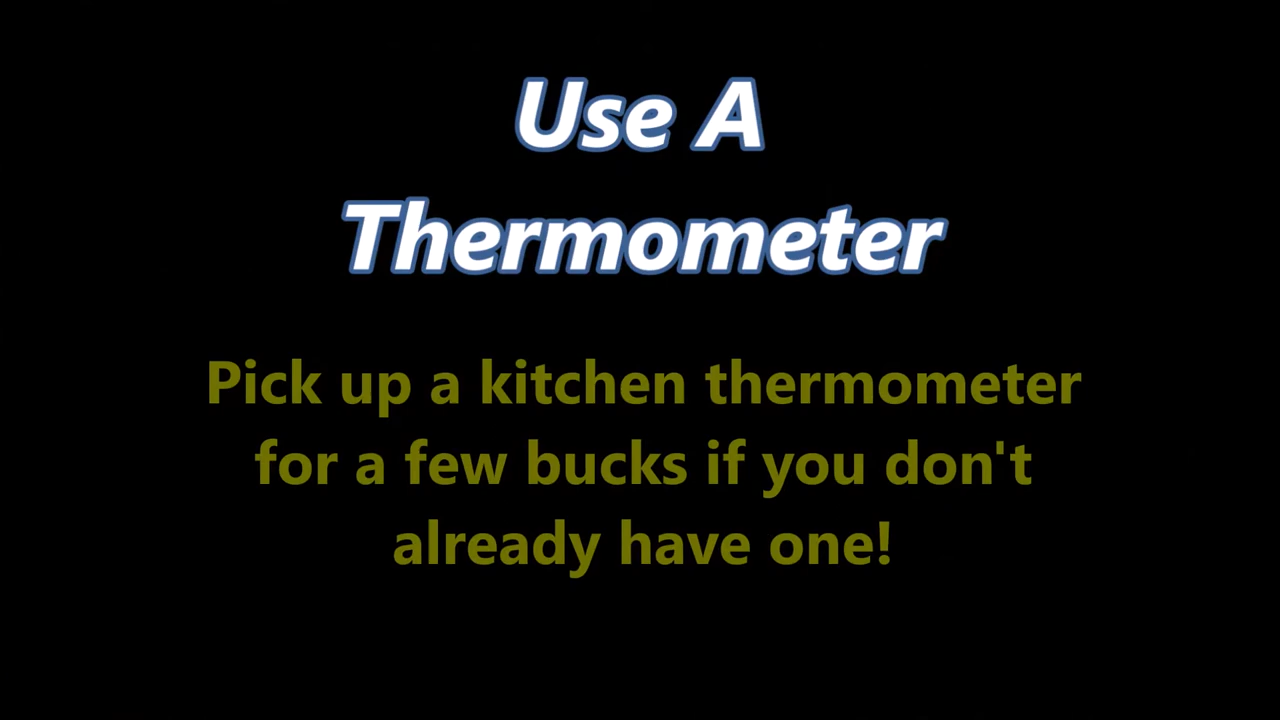 Use A
Thermometer
Pick up a kitchen thermometer
for a few bucks if you don't
already have one!